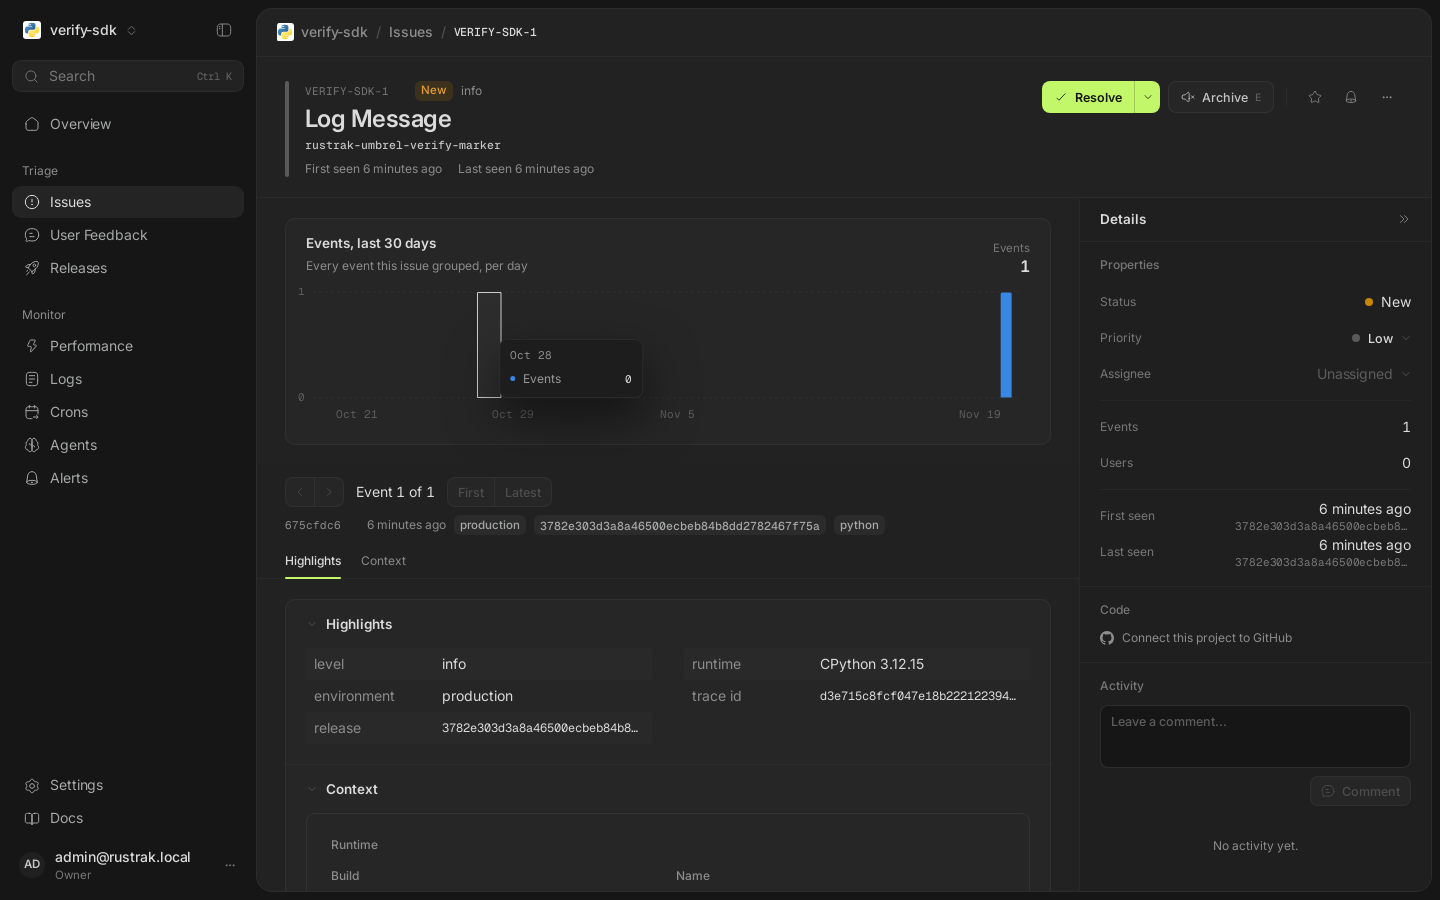 verify-sdk
Search
Ctrl K
Overview
Triage
Issues
User Feedback
Releases
Monitor
Performance
Logs
Crons
Agents
Alerts
Settings
Docs
AD
admin@rustrak.local
Owner
verify-sdk / Issues / VERIFY-SDK-1
VERIFY-SDK-1 New info
Log Message
rustrak-umbrel-verify-marker
First seen 6 minutes ago Last seen 6 minutes ago
Resolve
Archive E
Events, last 30 days
Every event this issue grouped, per day
Events
1
1
0
Oct 28
Events 0
Oct 21 Oct 29 Nov 5 Nov 19
Event 1 of 1
First Latest
675cfdc6 6 minutes ago production 3782e303d3a8a46500ecbeb84b8dd2782467f75a python
Highlights Context
Highlights
level info
runtime CPython 3.12.15
environment production
trace id d3e715c8fcf047e18b222122394…
release 3782e303d3a8a46500ecbeb84b8…
Context
Runtime
Build Name
Details
Properties
Status New
Priority Low
Assignee Unassigned
Events 1
Users 0
First seen 6 minutes ago
3782e303d3a8a46500ecbeb8…
Last seen 6 minutes ago
3782e303d3a8a46500ecbeb8…
Code
Connect this project to GitHub
Activity
Leave a comment...
Comment
No activity yet.